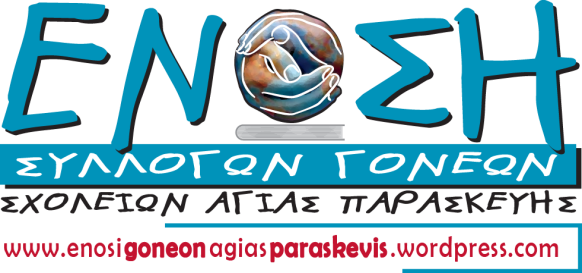 ΕΝΩΣΗ
ΣΥΛΛΟΓΩΝ ΓΟΝΕΩΝ
ΣΧΟΛΕΙΩΝ ΑΓΙΑΣ ΠΑΡΑΣΚΕΥΗΣ
www.enosigoneonagiasparaskevis.wordpress.com